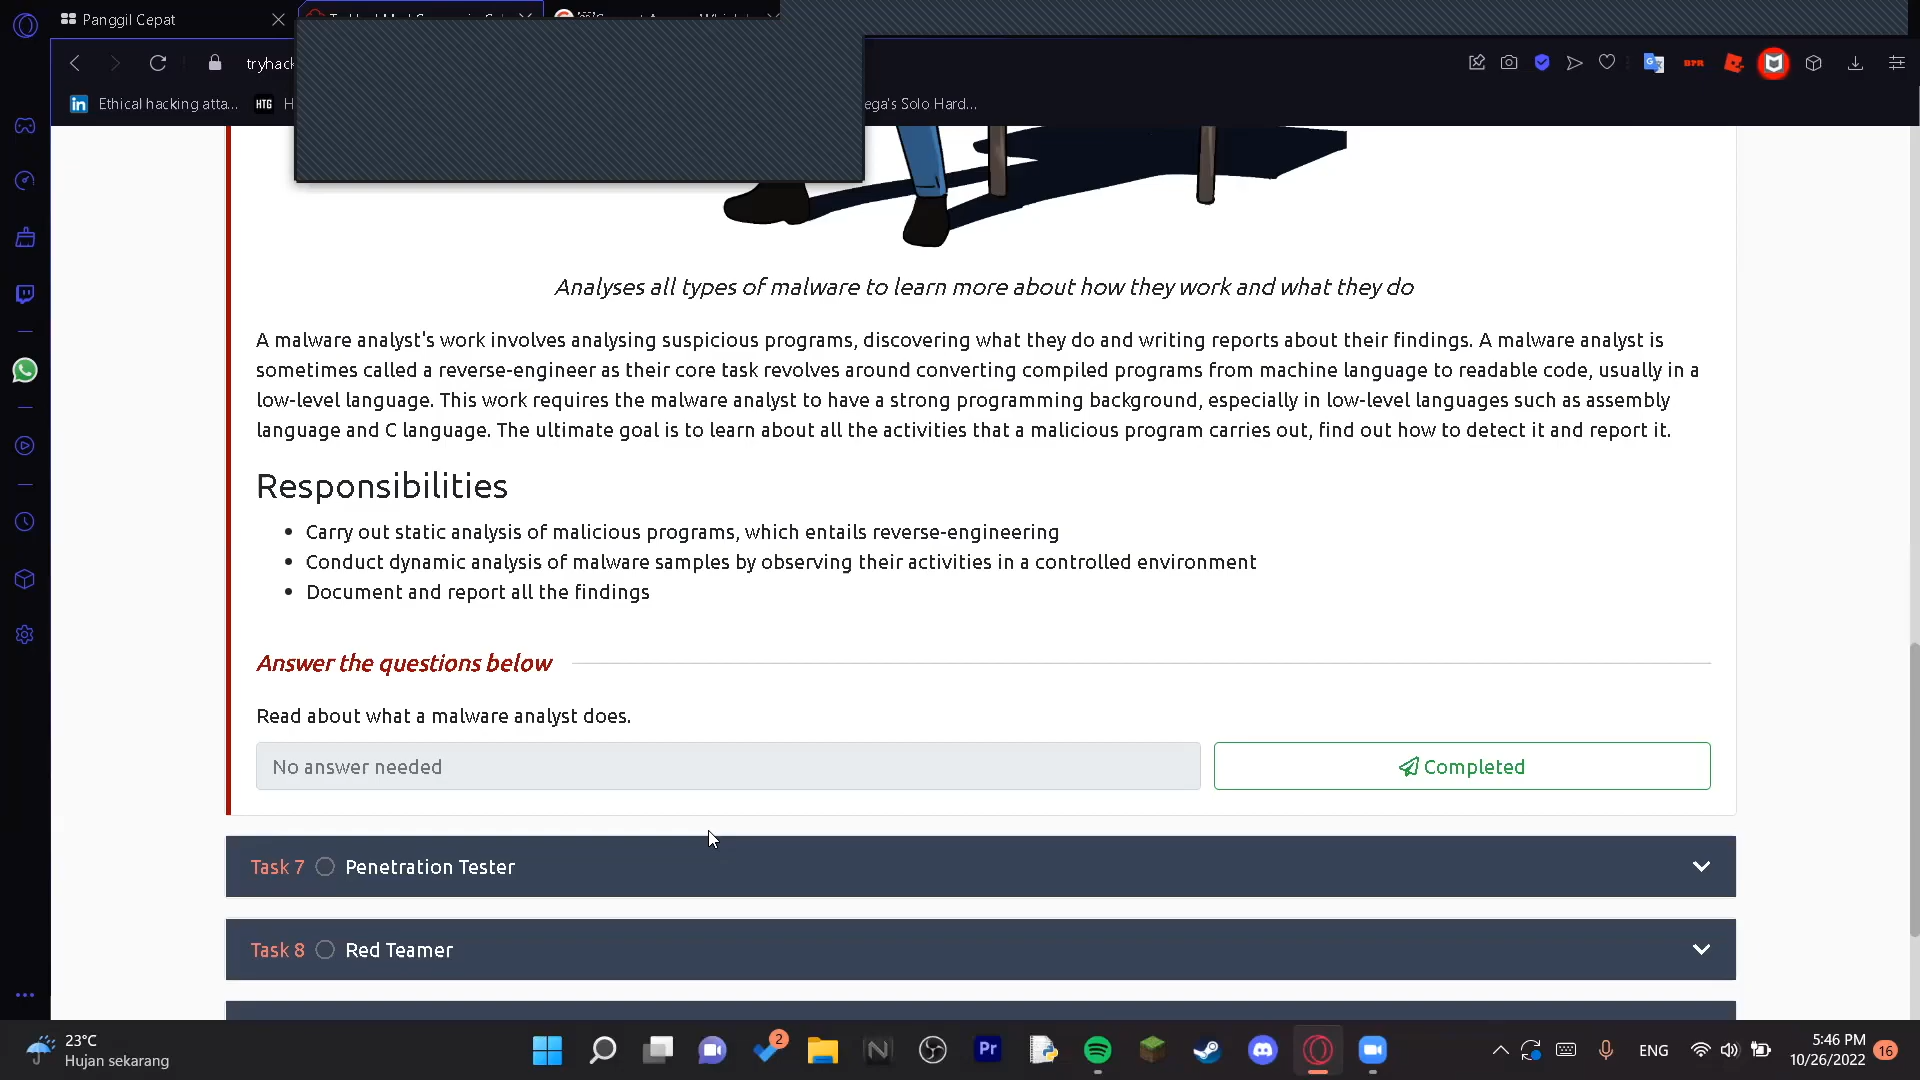 Panggil Cepat
tryhack
Ethical hacking atta...
HTG
H
ega's Solo Hard...
Analyses all types of malware to learn more about how they work and what they do
A malware analyst's work involves analysing suspicious programs, discovering what they do and writing reports about their findings. A malware analyst is
sometimes called a reverse-engineer as their core task revolves around converting compiled programs from machine language to readable code, usually in a
low-level language. This work requires the malware analyst to have a strong programming background, especially in low-level languages such as assembly
language and C language. The ultimate goal is to learn about all the activities that a malicious program carries out, find out how to detect it and report it.
Responsibilities
• Carry out static analysis of malicious programs, which entails reverse-engineering
• Conduct dynamic analysis of malware samples by observing their activities in a controlled environment
• Document and report all the findings
Answer the questions below
Read about what a malware analyst does.
No answer needed
Completed
Task 7 Penetration Tester
Task 8 Red Teamer
23°C
Hujan sekarang
2
Pr
ENG
5:46 PM
10/26/2022
16